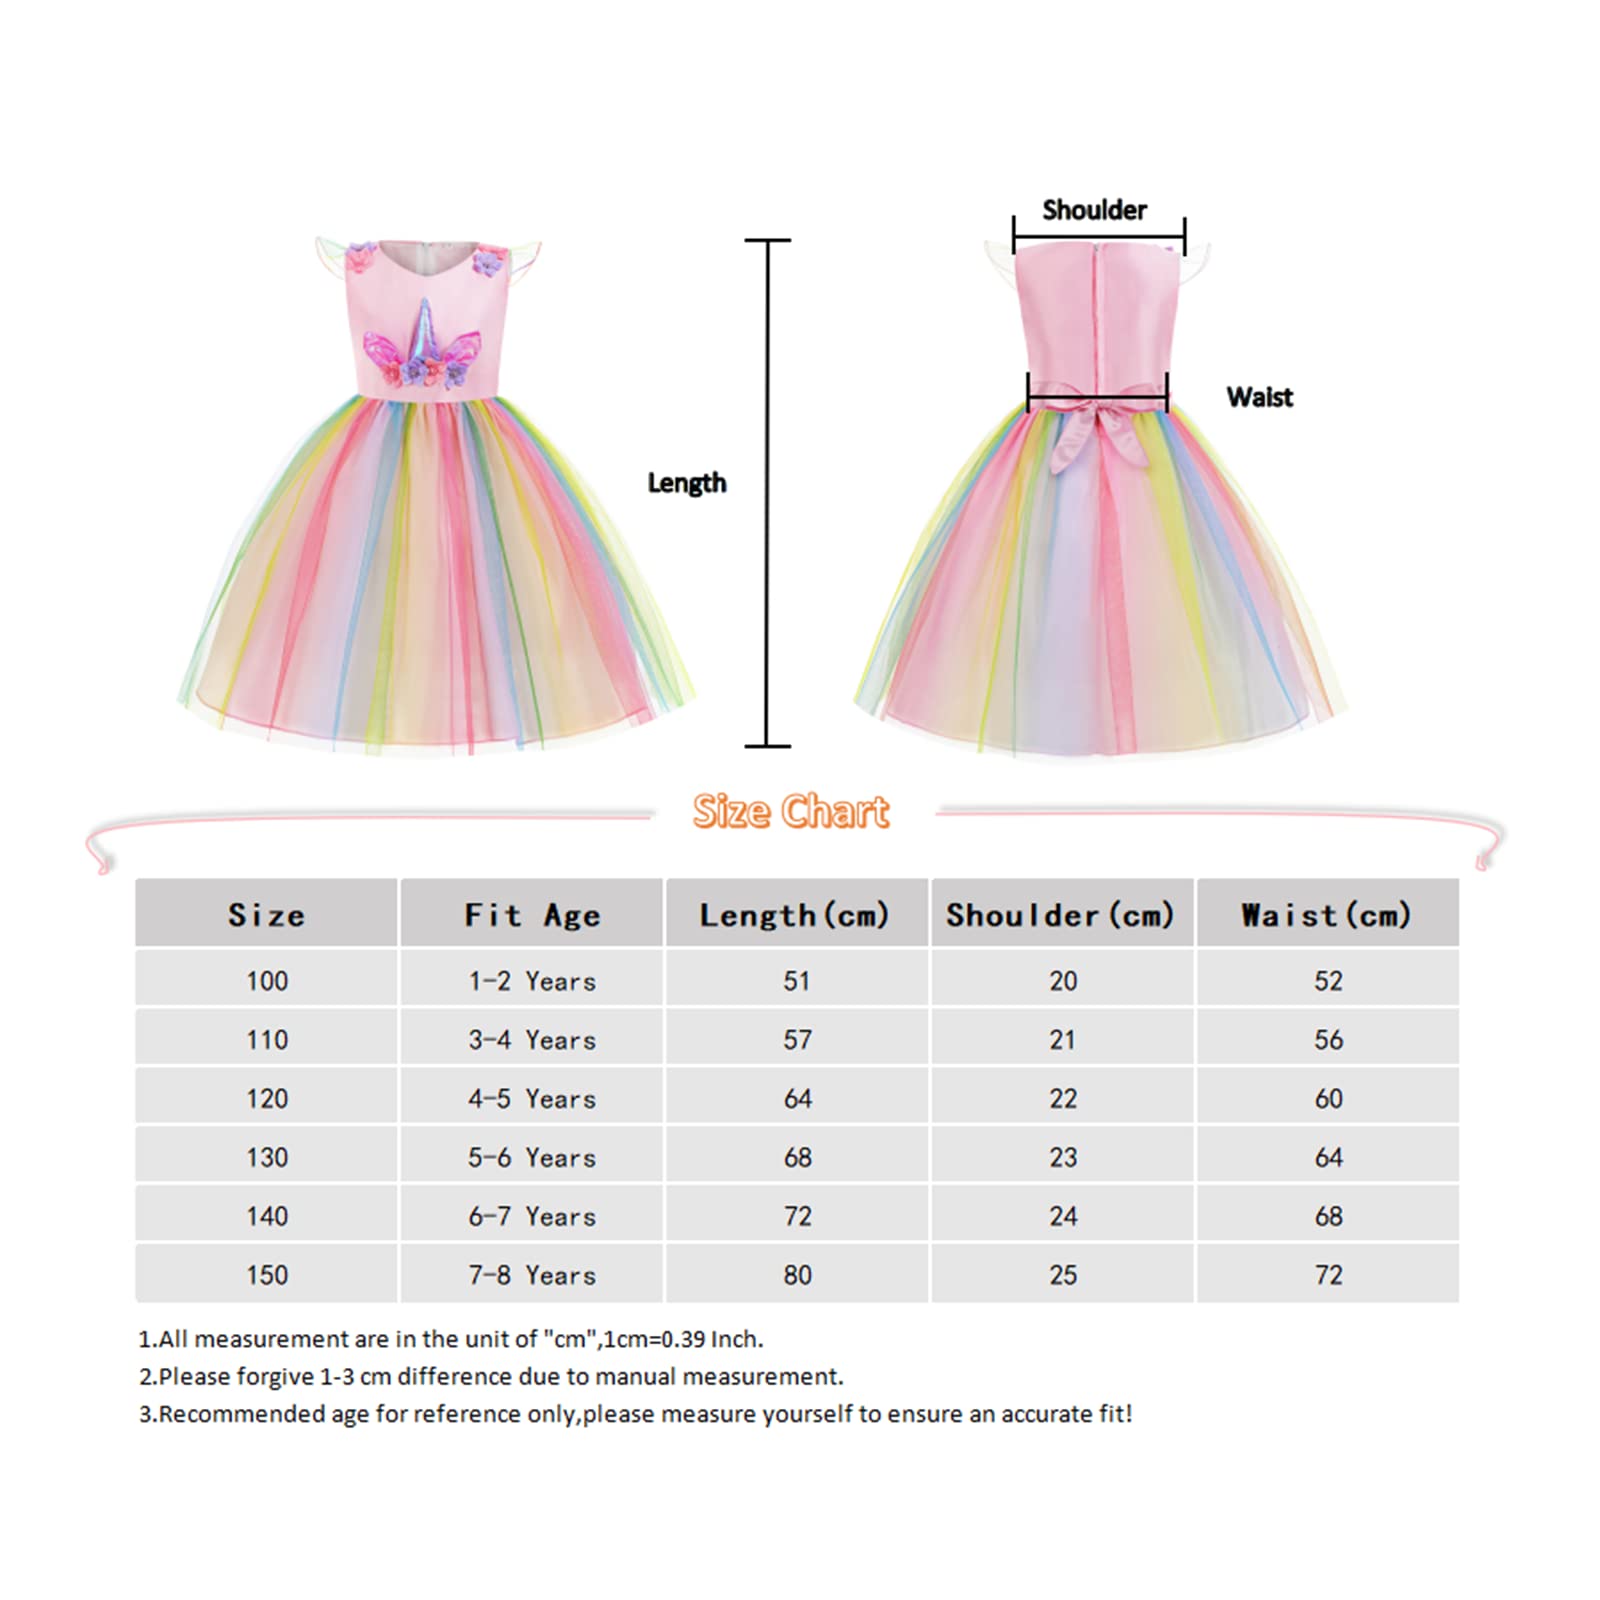 Shoulder
Waist
Length
Size Chart
Size Fit Age Length(cm) Shoulder(cm) Waist(cm)
100 1-2 Years 51 20 52
110 3-4 Years 57 21 56
120 4-5 Years 64 22 60
130 5-6 Years 68 23 64
140 6-7 Years 72 24 68
150 7-8 Years 80 25 72
1.All measurement are in the unit of "cm",1cm=0.39 Inch.
2.Please forgive 1-3 cm difference due to manual measurement.
3.Recommended age for reference only,please measure yourself to ensure an accurate fit!